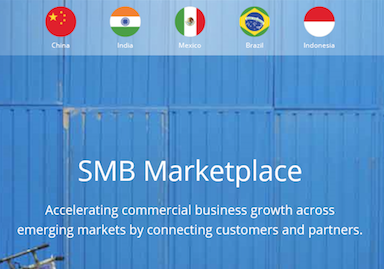 China India Mexico Brazil Indonesia
SMB Marketplace
Accelerating commercial business growth across
emerging markets by connecting customers and partners.